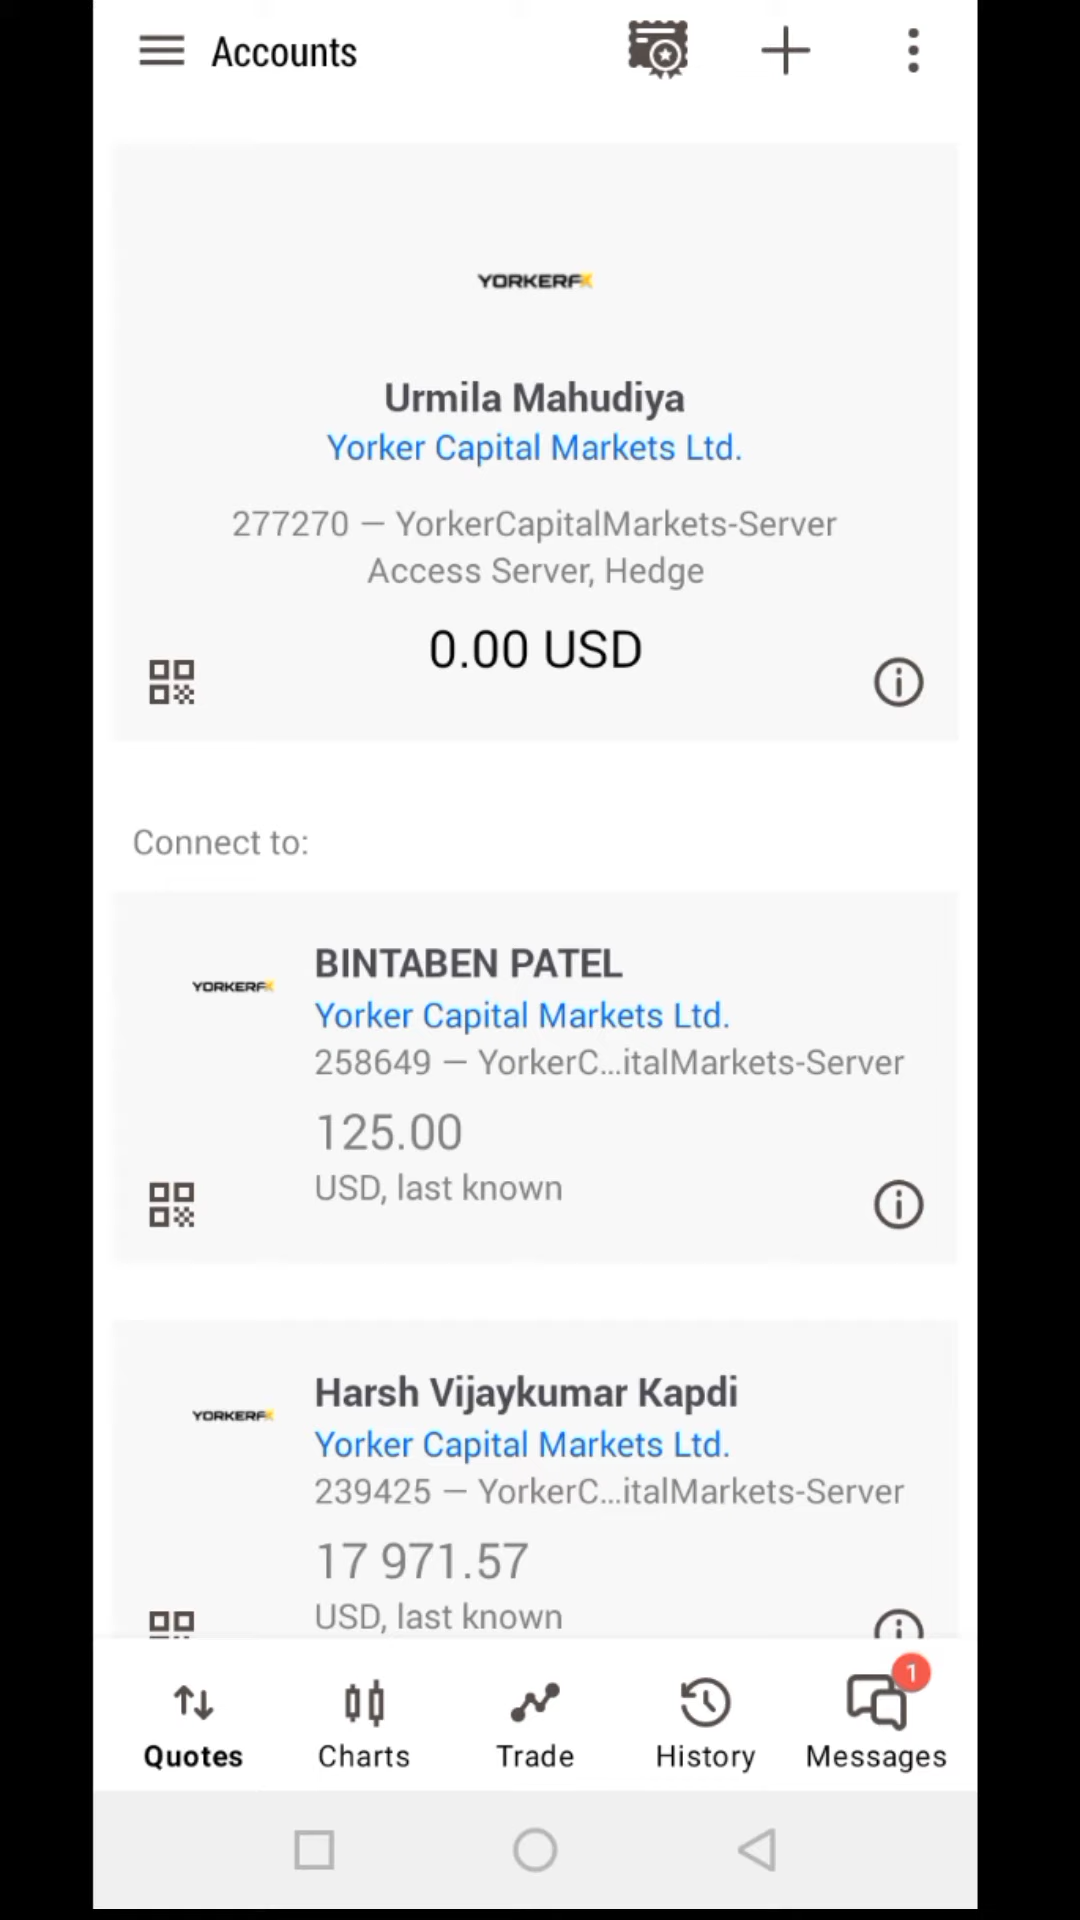 Accounts
YORKERFX
Urmila Mahudiya
Yorker Capital Markets Ltd.
277270 — YorkerCapitalMarkets-Server
Access Server, Hedge
0.00 USD
Connect to:
YORKERFX
BINTABEN PATEL
Yorker Capital Markets Ltd.
258649 — YorkerC...italMarkets-Server
125.00
USD, last known
YORKERFX
Harsh Vijaykumar Kapdi
Yorker Capital Markets Ltd.
239425 — YorkerC...italMarkets-Server
17 971.57
USD, last known
1
Quotes Charts Trade History Messages